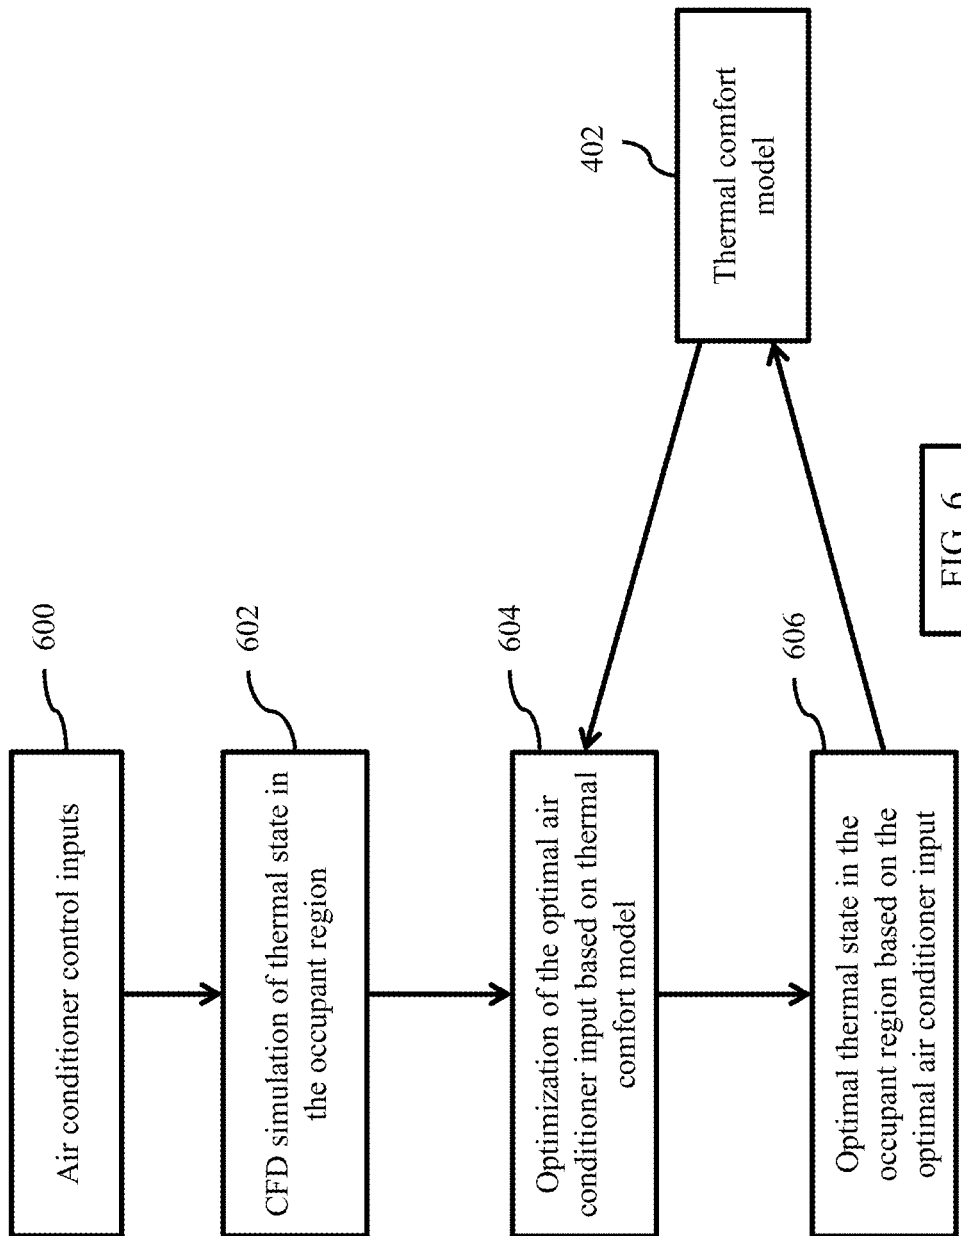 600
Air conditioner control inputs
602
CFD simulation of thermal state in
the occupant region
604
Optimization of the optimal air
conditioner input based on thermal
comfort model
402
Thermal comfort
model
606
Optimal thermal state in the
occupant region based on the
optimal air conditioner input
FIG. 6